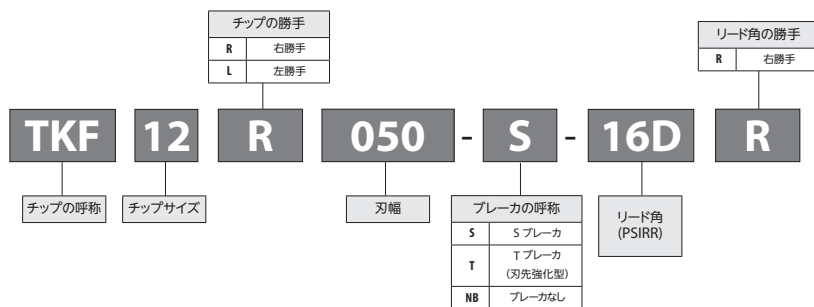 チップの勝手
R 右勝手
L 左勝手
リード角の勝手
R 右勝手
TKF 12 R 050 - S - 16D R
チップの呼称
チップサイズ
刃幅
ブレーカの呼称
S S ブレーカ
T T ブレーカ
(刃先強化型)
NB ブレーカなし
リード角
(PSIRR)